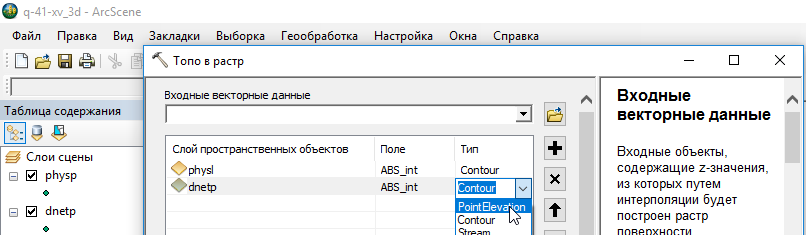 q-41-xv_3d - ArcScene
Файл Правка Вид Закладки Выборка Геообработка Настройка Окна Справка
Топо в растр
Таблица содержания
Слои сцены
physp
dnetp
Входные векторные данные
Слой пространственных объектов Поле Тип
physl ABS_int Contour
dnetp ABS_int Contour
PointElevation
Contour
Stream
Входные
векторные данные
Входные объекты,
содержащие z-значения,
из которых путем
интерполяции будет
построен растр
поверхности.